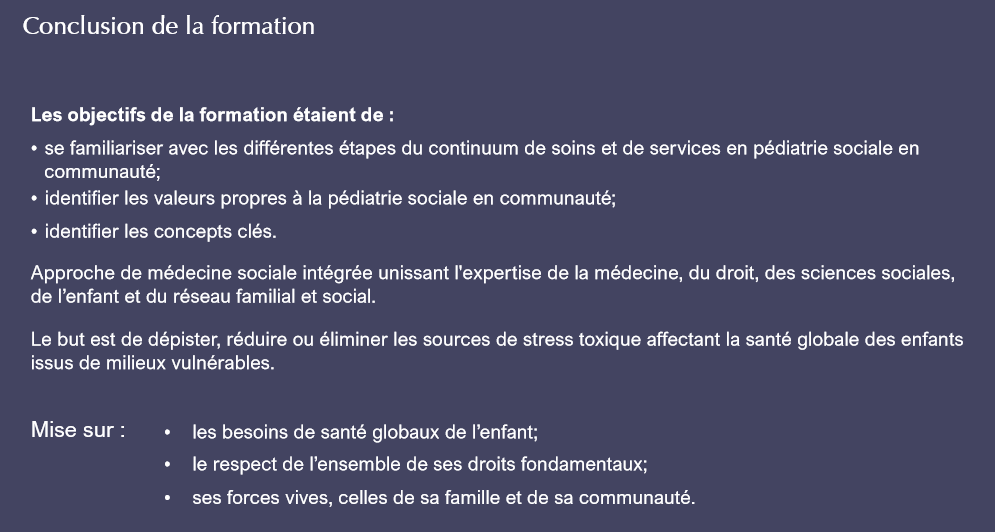 Conclusion de la formation
Les objectifs de la formation étaient de :
• se familiariser avec les différentes étapes du continuum de soins et de services en pédiatrie sociale en
communauté;
• identifier les valeurs propres à la pédiatrie sociale en communauté;
• identifier les concepts clés.
Approche de médecine sociale intégrée unissant l'expertise de la médecine, du droit, des sciences sociales,
de l’enfant et du réseau familial et social.
Le but est de dépister, réduire ou éliminer les sources de stress toxique affectant la santé globale des enfants
issus de milieux vulnérables.
Mise sur : • les besoins de santé globaux de l’enfant;
• le respect de l’ensemble de ses droits fondamentaux;
• ses forces vives, celles de sa famille et de sa communauté.